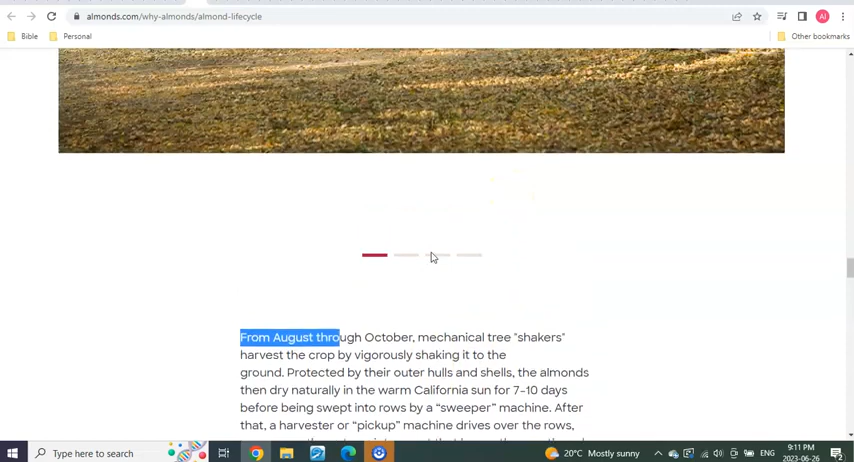 almonds.com/why-almonds/almond-lifecycle
AI
Bible
Personal
Other bookmarks
From August through October, mechanical tree "shakers"
harvest the crop by vigorously shaking it to the
ground. Protected by their outer hulls and shells, the almonds
then dry naturally in the warm California sun for 7–10 days
before being swept into rows by a “sweeper” machine. After
that, a harvester or “pickup” machine drives over the rows,
Type here to search
20°C Mostly sunny
ENG
9:11 PM
2023-06-26
2